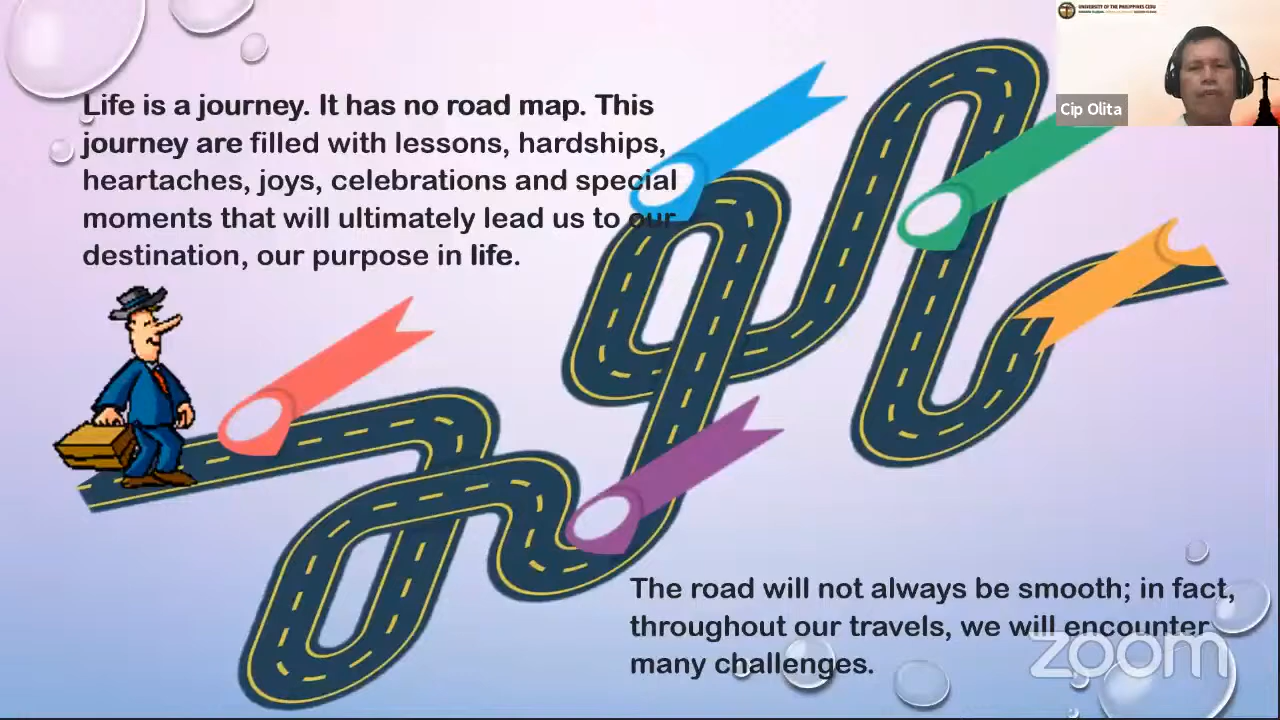 UNIVERSITY OF THE PHILIPPINES CEBU
Cip Olita
Life is a journey. It has no road map. This
journey are filled with lessons, hardships,
heartaches, joys, celebrations and special
moments that will ultimately lead us to our
destination, our purpose in life.
The road will not always be smooth; in fact,
throughout our travels, we will encounter
many challenges.
zoom